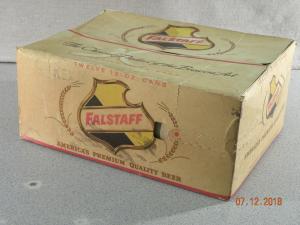 FALSTAFF
TWELVE 12-OZ. CANS
FALSTAFF
AMERICA'S PREMIUM QUALITY BEER
07.12.2018